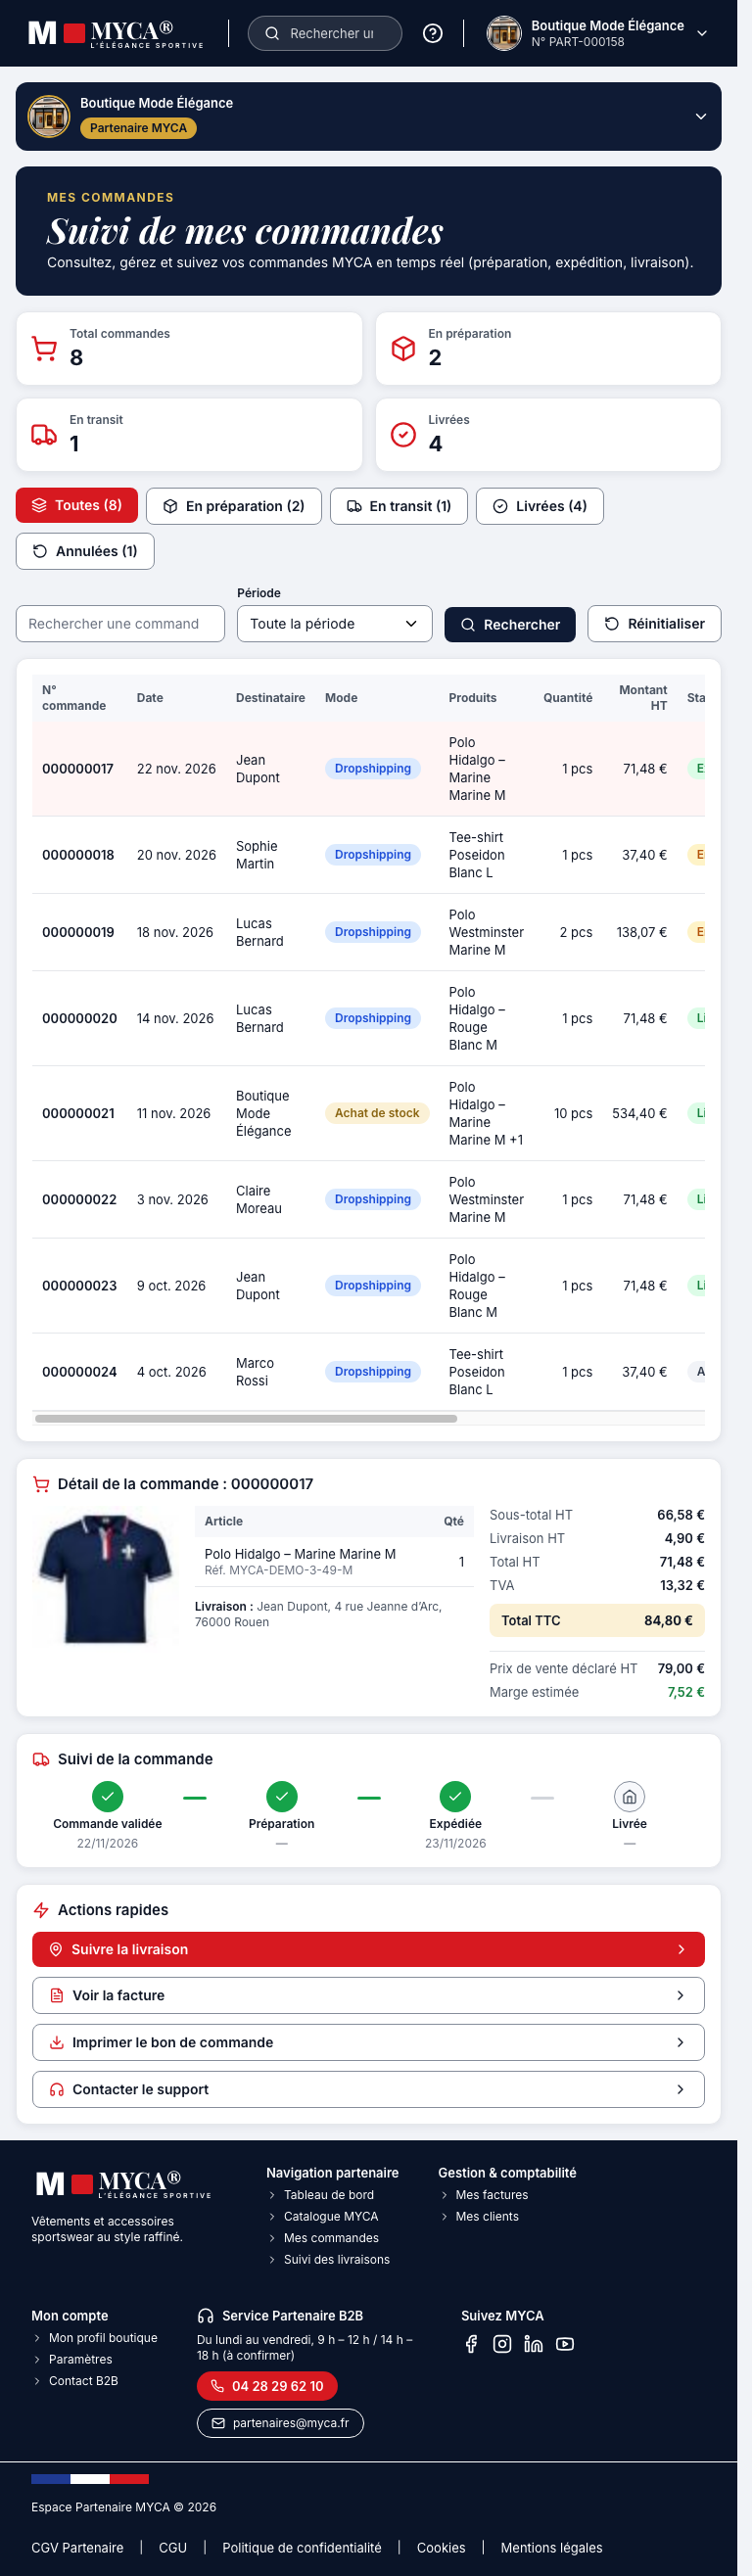 M MYCA®
L'ÉLÉGANCE SPORTIVE
Rechercher un
Boutique Mode Élégance
N° PART-000158
Boutique Mode Élégance
Partenaire MYCA
MES COMMANDES
Suivi de mes commandes
Consultez, gérez et suivez vos commandes MYCA en temps réel (préparation, expédition, livraison).
Total commandes
8
En préparation
2
En transit
1
Livrées
4
Toutes (8)
En préparation (2)
En transit (1)
Livrées (4)
Annulées (1)
Période
Rechercher une command
Toute la période
Rechercher
Réinitialiser
N° commande Date Destinataire Mode Produits Quantité Montant HT Sta
000000017 22 nov. 2026 Jean Dupont Dropshipping Polo Hidalgo – Marine Marine M 1 pcs 71,48 € E
000000018 20 nov. 2026 Sophie Martin Dropshipping Tee-shirt Poseidon Blanc L 1 pcs 37,40 € E
000000019 18 nov. 2026 Lucas Bernard Dropshipping Polo Westminster Marine M 2 pcs 138,07 € E
000000020 14 nov. 2026 Lucas Bernard Dropshipping Polo Hidalgo – Rouge Blanc M 1 pcs 71,48 € Li
000000021 11 nov. 2026 Boutique Mode Élégance Achat de stock Polo Hidalgo – Marine Marine M +1 10 pcs 534,40 € Li
000000022 3 nov. 2026 Claire Moreau Dropshipping Polo Westminster Marine M 1 pcs 71,48 € Li
000000023 9 oct. 2026 Jean Dupont Dropshipping Polo Hidalgo – Rouge Blanc M 1 pcs 71,48 € Li
000000024 4 oct. 2026 Marco Rossi Dropshipping Tee-shirt Poseidon Blanc L 1 pcs 37,40 € A
Détail de la commande : 000000017
Article Qté
Polo Hidalgo – Marine Marine M 1
Réf. MYCA-DEMO-3-49-M
Livraison : Jean Dupont, 4 rue Jeanne d'Arc,
76000 Rouen
Sous-total HT 66,58 €
Livraison HT 4,90 €
Total HT 71,48 €
TVA 13,32 €
Total TTC 84,80 €
Prix de vente déclaré HT 79,00 €
Marge estimée 7,52 €
Suivi de la commande
Commande validée Préparation Expédiée Livrée
22/11/2026 — 23/11/2026 —
Actions rapides
Suivre la livraison
Voir la facture
Imprimer le bon de commande
Contacter le support
M MYCA®
L'ÉLÉGANCE SPORTIVE
Vêtements et accessoires
sportswear au style raffiné.
Navigation partenaire
Tableau de bord
Catalogue MYCA
Mes commandes
Suivi des livraisons
Gestion & comptabilité
Mes factures
Mes clients
Mon compte
Mon profil boutique
Paramètres
Contact B2B
Service Partenaire B2B
Du lundi au vendredi, 9 h – 12 h / 14 h –
18 h (à confirmer)
04 28 29 62 10
partenaires@myca.fr
Suivez MYCA
Espace Partenaire MYCA © 2026
CGV Partenaire | CGU | Politique de confidentialité | Cookies | Mentions légales